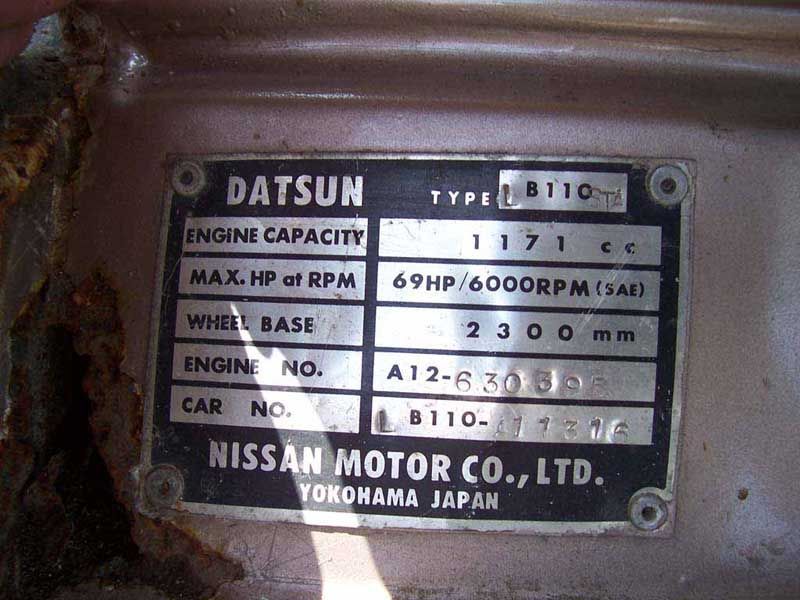 DATSUN TYPE L B110 STA
ENGINE CAPACITY 1171 cc
MAX. HP at RPM 69HP/6000RPM (SAE)
WHEEL BASE 2300 mm
ENGINE NO. A12-
CAR NO. L B110-
NISSAN MOTOR CO., LTD.
YOKOHAMA JAPAN